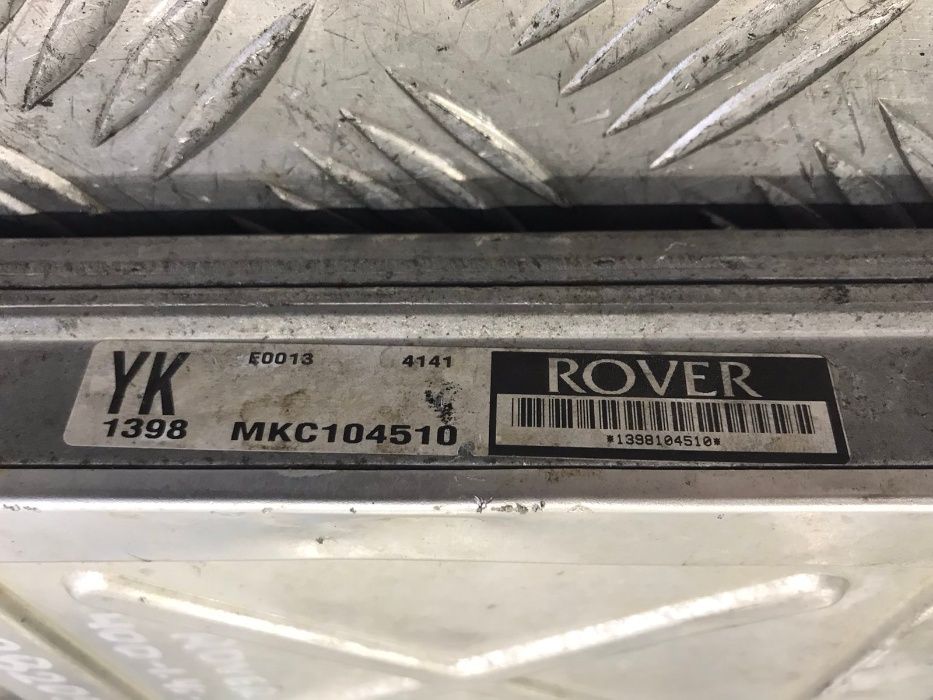 YK
E0013 4141
1398 MKC104510
ROVER
*1398104510*